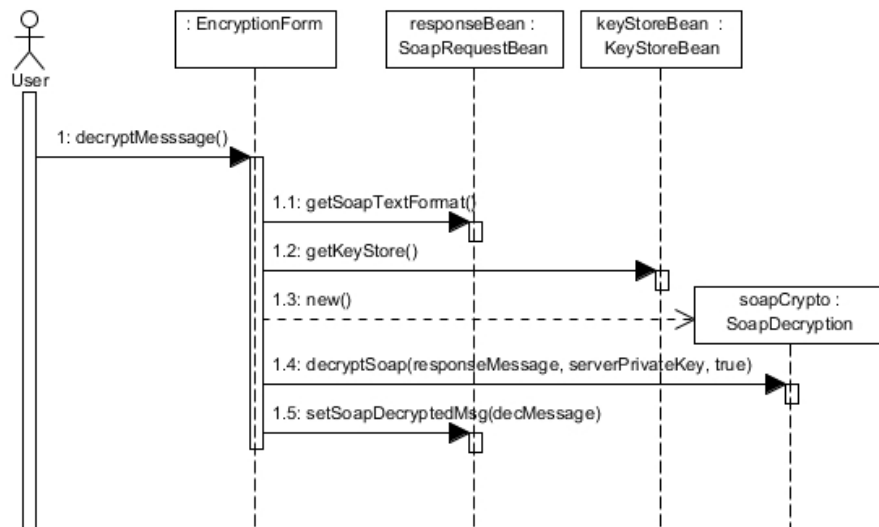 : EncryptionForm
responseBean :
SoapRequestBean
keyStoreBean :
KeyStoreBean
User
1: decryptMesssage()
1.1: getSoapTextFormat()
1.2: getKeyStore()
1.3: new()
soapCrypto :
SoapDecryption
1.4: decryptSoap(responseMessage, serverPrivateKey, true)
1.5: setSoapDecryptedMsg(decMessage)